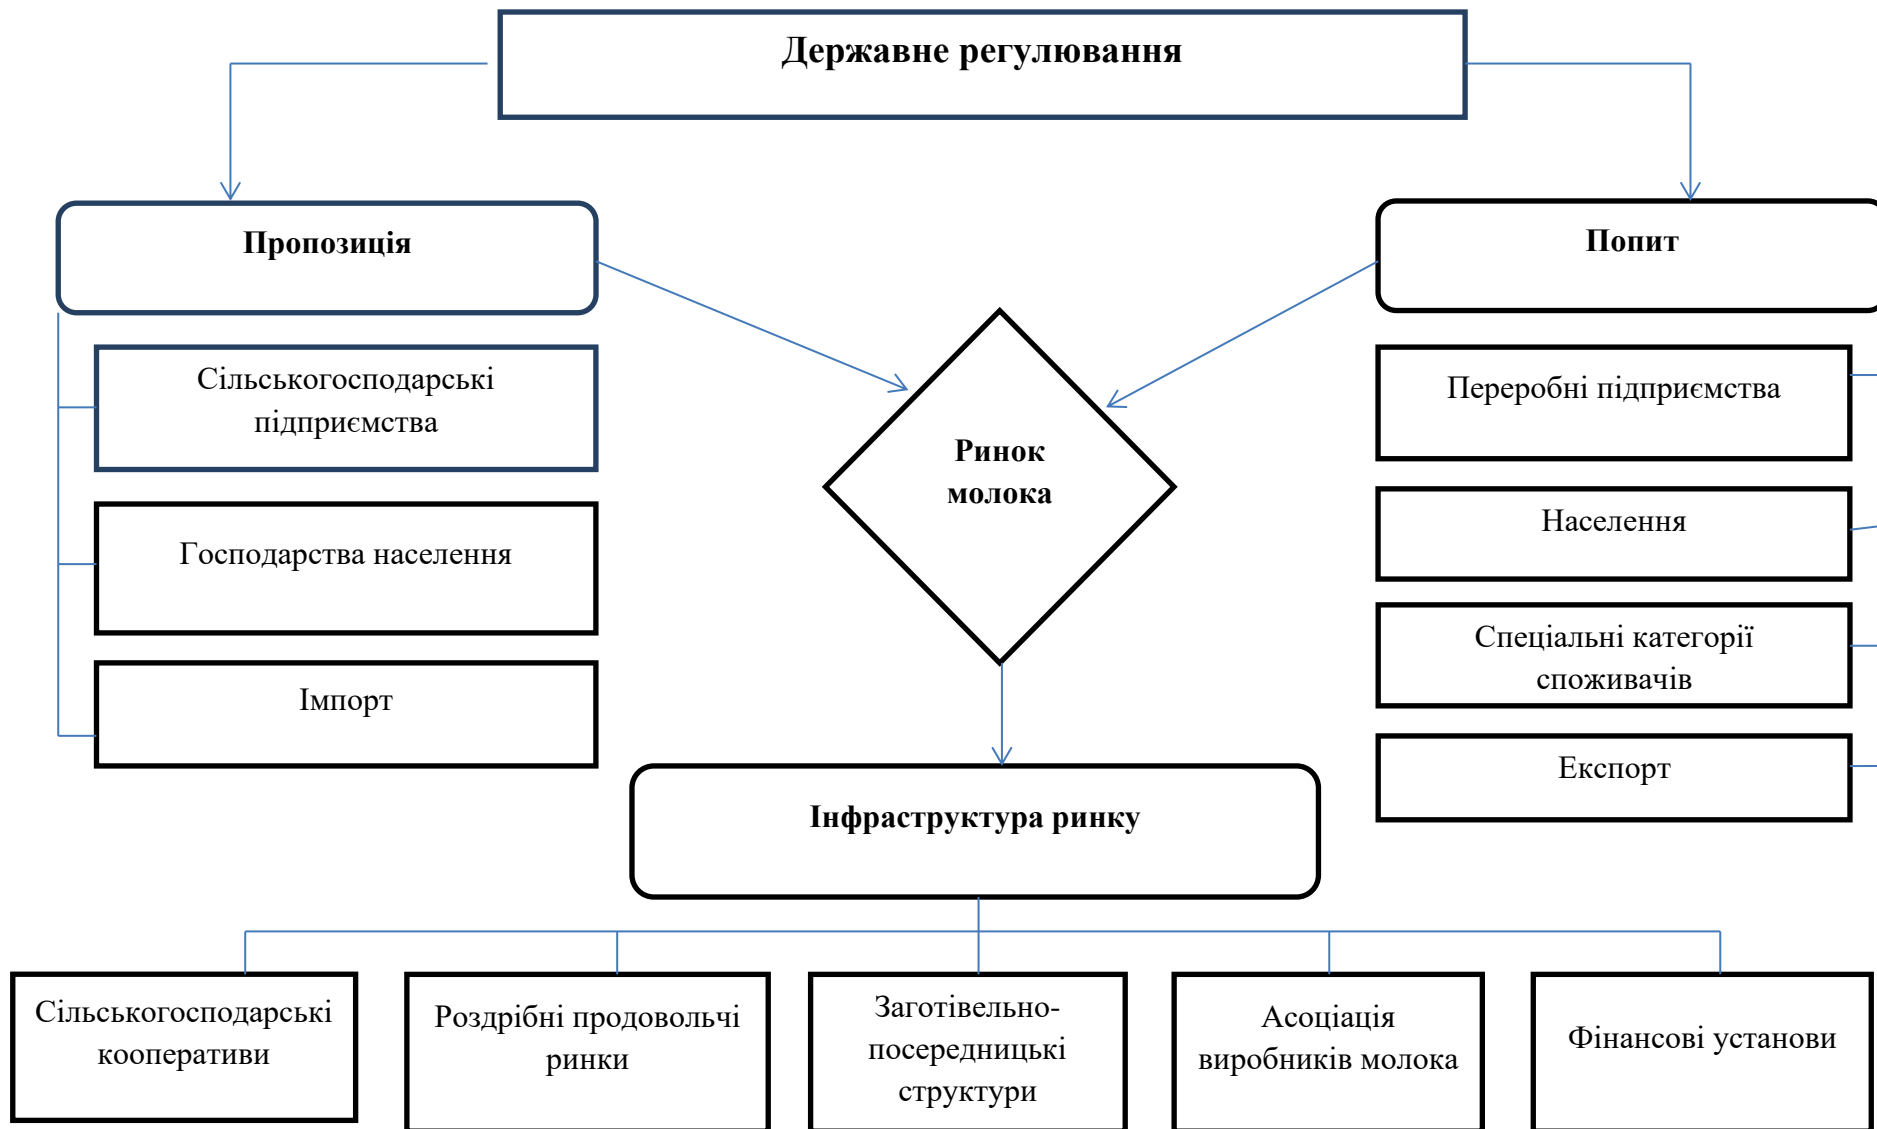 Державне регулювання
Пропозиція
Попит
Сільськогосподарські
підприємства
Господарства населення
Імпорт
Ринок
молока
Переробні підприємства
Населення
Спеціальні категорії
споживачів
Експорт
Інфраструктура ринку
Сільськогосподарські
кооперативи
Роздрібні продовольчі
ринки
Заготівельно-
посередницькі
структури
Асоціація
виробників молока
Фінансові установи